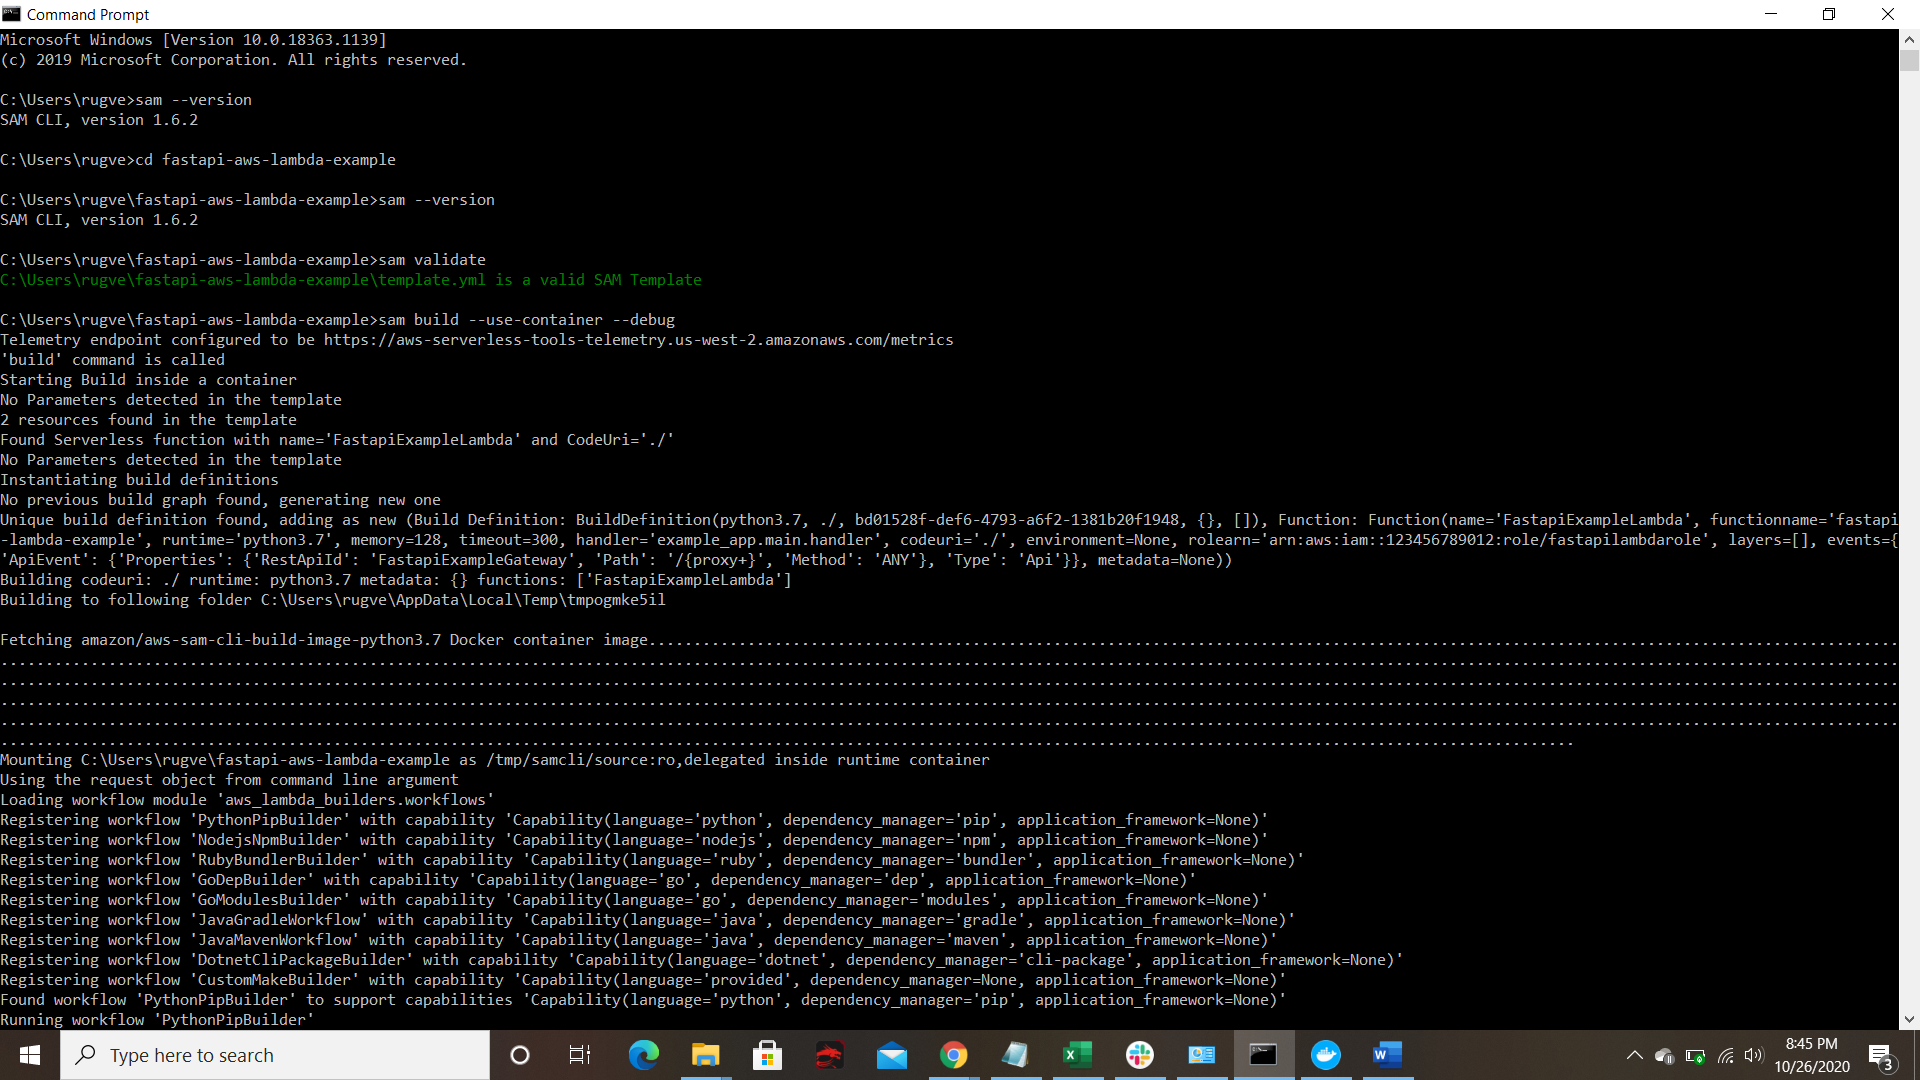 Command Prompt
Microsoft Windows [Version 10.0.18363.1139]
(c) 2019 Microsoft Corporation. All rights reserved.
C:\Users\rugve>sam --version
SAM CLI, version 1.6.2
C:\Users\rugve>cd fastapi-aws-lambda-example
C:\Users\rugve\fastapi-aws-lambda-example>sam --version
SAM CLI, version 1.6.2
C:\Users\rugve\fastapi-aws-lambda-example>sam validate
C:\Users\rugve\fastapi-aws-lambda-example\template.yml is a valid SAM Template
C:\Users\rugve\fastapi-aws-lambda-example>sam build --use-container --debug
Telemetry endpoint configured to be https://aws-serverless-tools-telemetry.us-west-2.amazonaws.com/metrics
'build' command is called
Starting Build inside a container
No Parameters detected in the template
2 resources found in the template
Found Serverless function with name='FastapiExampleLambda' and CodeUri='./'
No Parameters detected in the template
Instantiating build definitions
No previous build graph found, generating new one
Unique build definition found, adding as new (Build Definition: BuildDefinition(python3.7, ./, bd01528f-def6-4793-a6f2-1381b20f1948, {}, []), Function: Function(name='FastapiExampleLambda', functionname='fastapi
-lambda-example', runtime='python3.7', memory=128, timeout=300, handler='example_app.main.handler', codeuri='./', environment=None, rolearn='arn:aws:iam::123456789012:role/fastapilambdarole', layers=[], events={
'ApiEvent': {'Properties': {'RestApiId': 'FastapiExampleGateway', 'Path': '/{proxy+}', 'Method': 'ANY'}, 'Type': 'Api'}}, metadata=None))
Building codeuri: ./ runtime: python3.7 metadata: {} functions: ['FastapiExampleLambda']
Building to following folder C:\Users\rugve\AppData\Local\Temp\tmpogmke5il
Fetching amazon/aws-sam-cli-build-image-python3.7 Docker container image......
Mounting C:\Users\rugve\fastapi-aws-lambda-example as /tmp/samcli/source:ro,delegated inside runtime container
Using the request object from command line argument
Loading workflow module 'aws_lambda_builders.workflows'
Registering workflow 'PythonPipBuilder' with capability 'Capability(language='python', dependency_manager='pip', application_framework=None)'
Registering workflow 'NodejsNpmBuilder' with capability 'Capability(language='nodejs', dependency_manager='npm', application_framework=None)'
Registering workflow 'RubyBundlerBuilder' with capability 'Capability(language='ruby', dependency_manager='bundler', application_framework=None)'
Registering workflow 'GoDepBuilder' with capability 'Capability(language='go', dependency_manager='dep', application_framework=None)'
Registering workflow 'GoModulesBuilder' with capability 'Capability(language='go', dependency_manager='modules', application_framework=None)'
Registering workflow 'JavaGradleWorkflow' with capability 'Capability(language='java', dependency_manager='gradle', application_framework=None)'
Registering workflow 'JavaMavenWorkflow' with capability 'Capability(language='java', dependency_manager='maven', application_framework=None)'
Registering workflow 'DotnetCliPackageBuilder' with capability 'Capability(language='dotnet', dependency_manager='cli-package', application_framework=None)'
Registering workflow 'CustomMakeBuilder' with capability 'Capability(language='provided', dependency_manager=None, application_framework=None)'
Found workflow 'PythonPipBuilder' to support capabilities 'Capability(language='python', dependency_manager='pip', application_framework=None)'
Running workflow 'PythonPipBuilder'
Type here to search
8:45 PM
10/26/2020
3